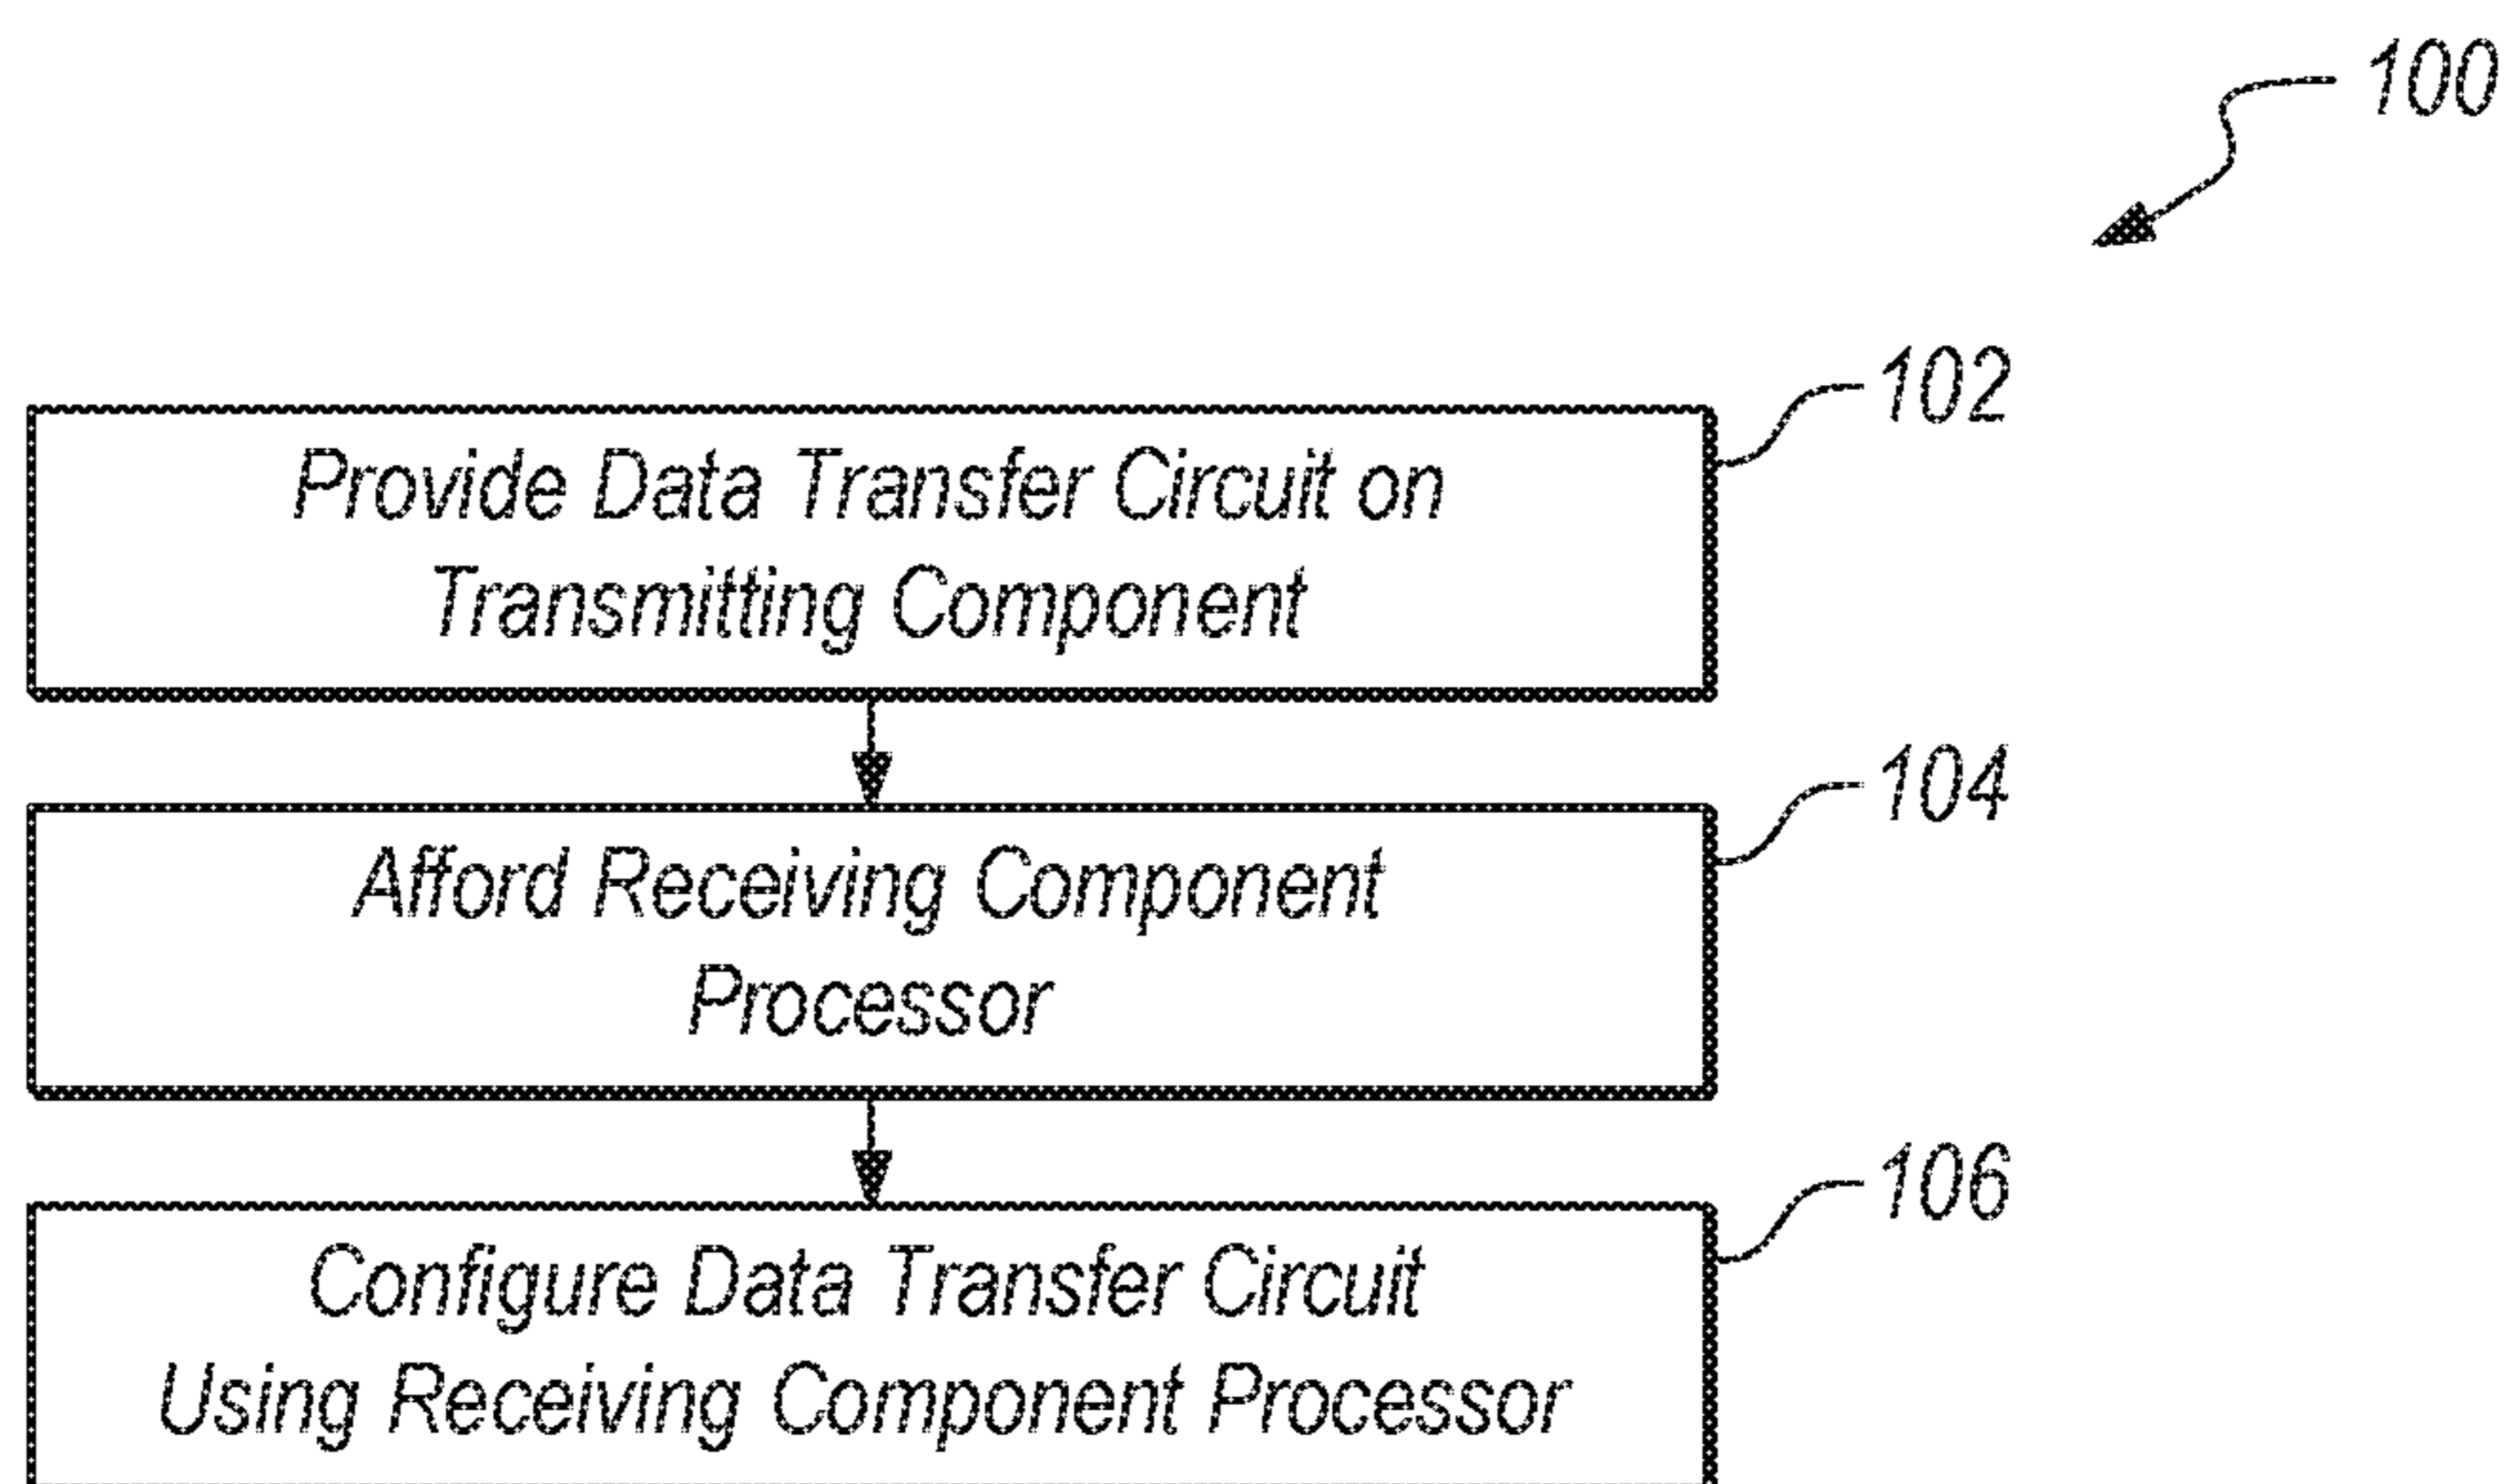 100
102
Provide Data Transfer Circuit on
Transmitting Component
104
Afford Receiving Component
Processor
106
Configure Data Transfer Circuit
Using Receiving Component Processor